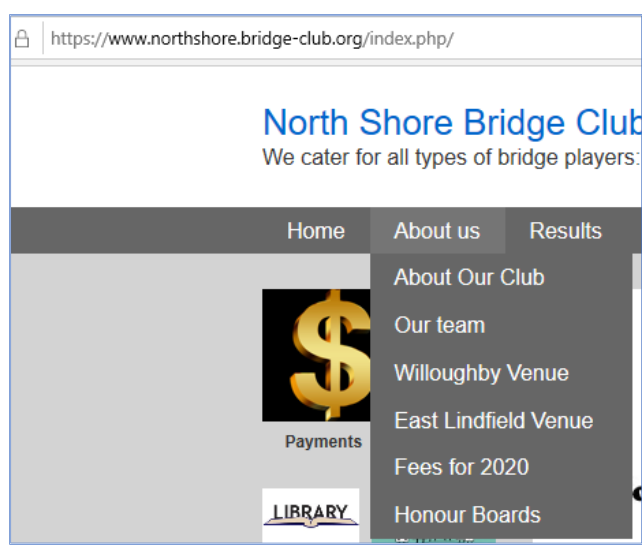 https://www.northshore.bridge-club.org/index.php/
North Shore Bridge Club
We cater for all types of bridge players:
Home About us Results
About Our Club
Our team
Willoughby Venue
East Lindfield Venue
Payments
Fees for 2020
LIBRARY
Honour Boards